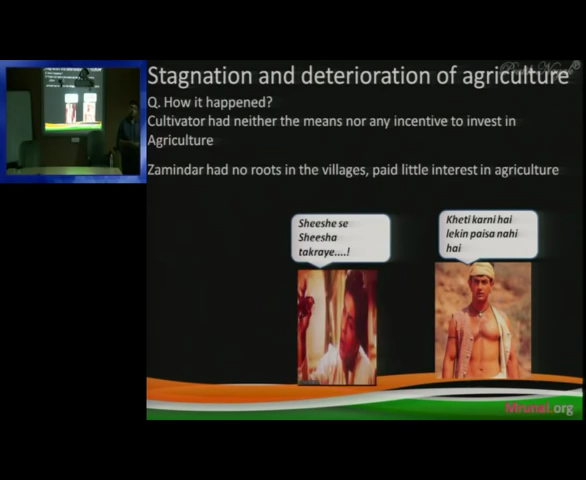 Stagnation and deterioration of agriculture
Q. How it happened?
Cultivator had neither the means nor any incentive to invest in
Agriculture
Zamindar had no roots in the villages, paid little interest in agriculture
Sheeshe se
Sheesha
takraye....!
Kheti karni hai
lekin paisa nahi
hai
Mrunal.org